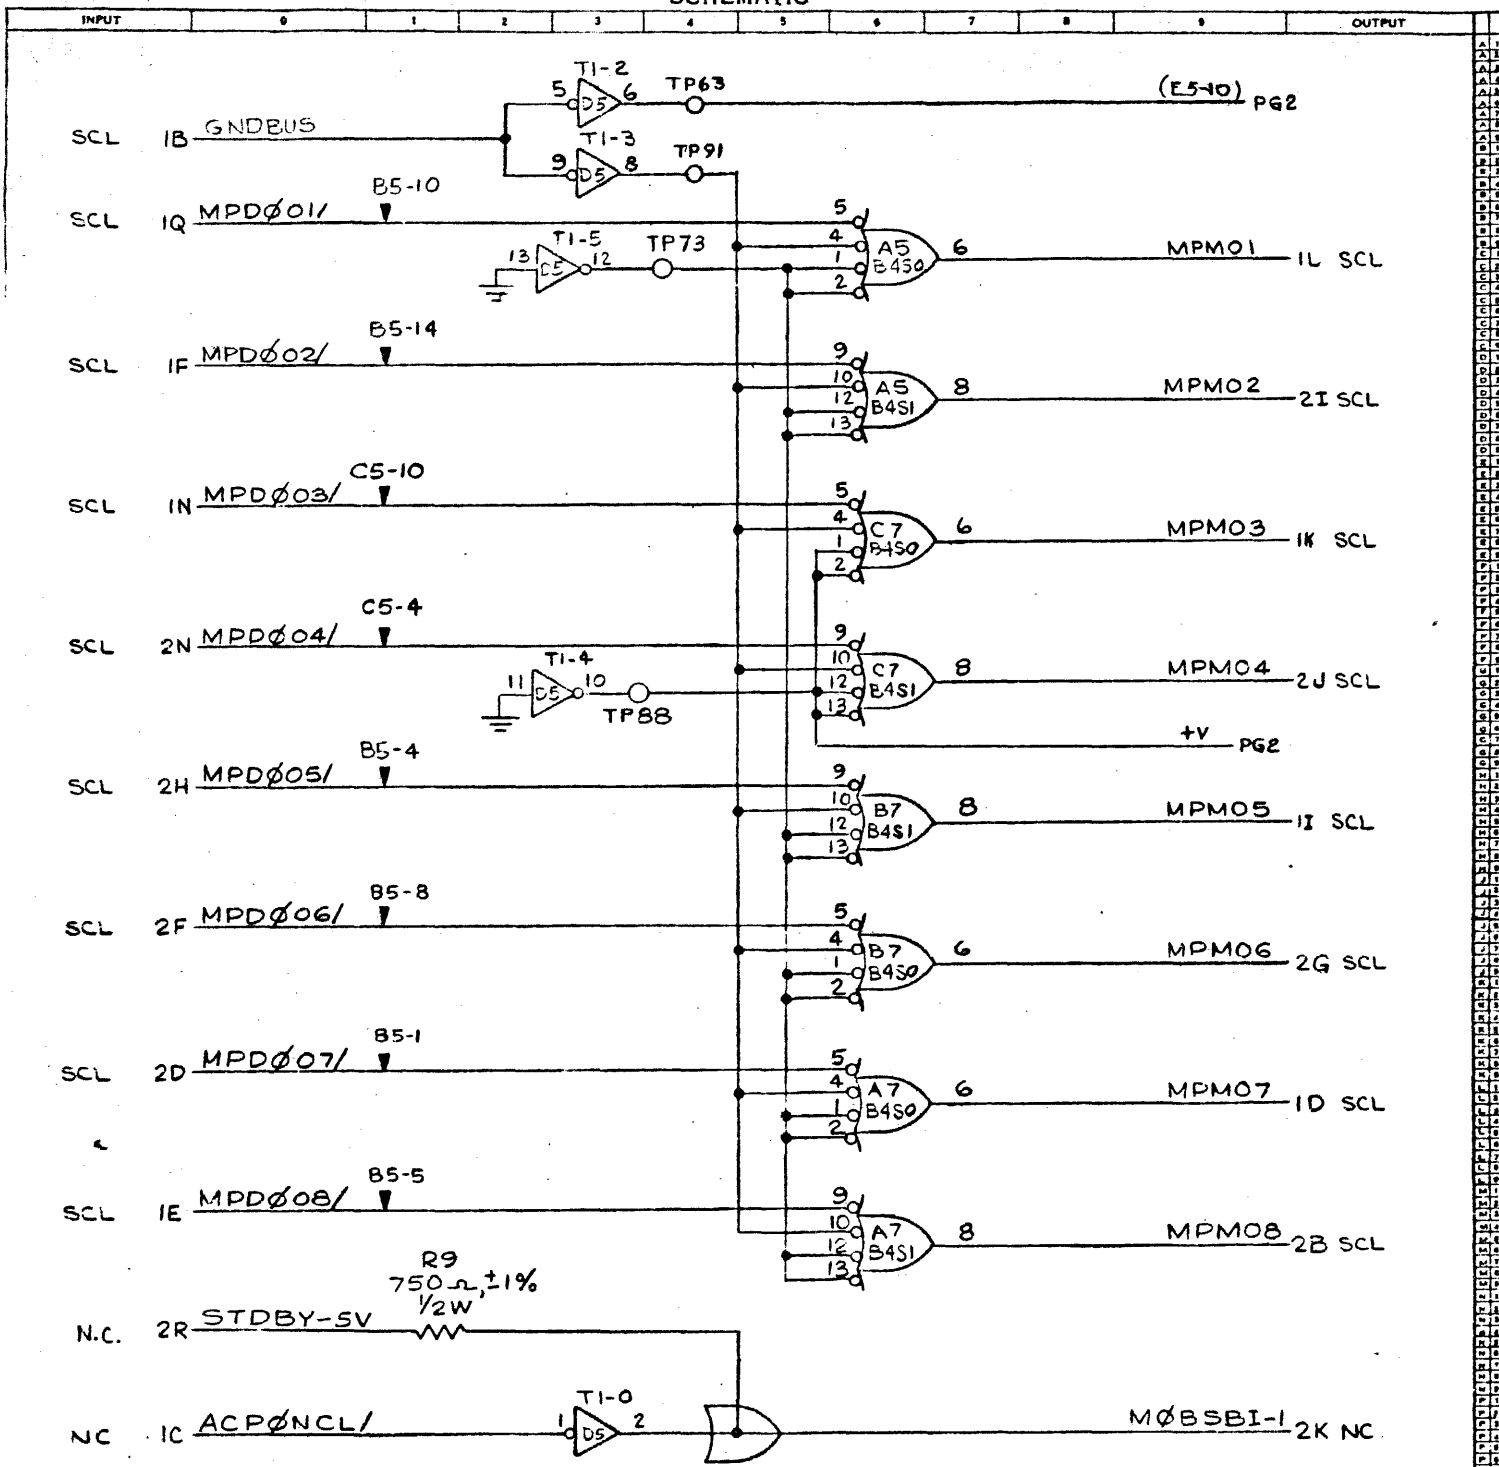 SCHEMATIC
INPUT 0 1 2 3 4 5 6 7 8 9 OUTPUT
T1-2
5 D5 6 TP63 (E5-10) PG2
SCL 1B GNDBUS
T1-3
9 D5 8 TP91
B5-10
SCL 1Q MPDØ01/ 5
T1-5 TP73 4 A5 6 MPM01 1L SCL
13 D5 12 1 B4S0
2
B5-14
SCL 1F MPDØ02/ 9
10 A5 8 MPM02 2I SCL
12 B4S1
13
C5-10
SCL 1N MPDØ03/ 5
4 C7 6 MPM03 1K SCL
1 B4S0
2
C5-4
SCL 2N MPDØ04/ 9
T1-4 10 C7 8 MPM04 2J SCL
11 D5 10 12 B4S1
TP88 13
+V PG2
B5-4
SCL 2H MPDØ05/ 9
10 B7 8 MPM05 1I SCL
12 B4S1
13
B5-8
SCL 2F MPDØ06/ 5
4 B7 6 MPM06 2G SCL
1 B4S0
2
B5-1
SCL 2D MPDØ07/ 5
4 A7 6 MPM07 1D SCL
1 B4S0
2
B5-5
SCL 1E MPDØ08/ 9
10 A7 8 MPM08 2B SCL
12 B4S1
13
R9
750Ω, ±1%
1/2W
N.C. 2R STDBY-5V
T1-0
NC 1C ACPØNCL/ 1 D5 2 MØBSBI-1 2K NC